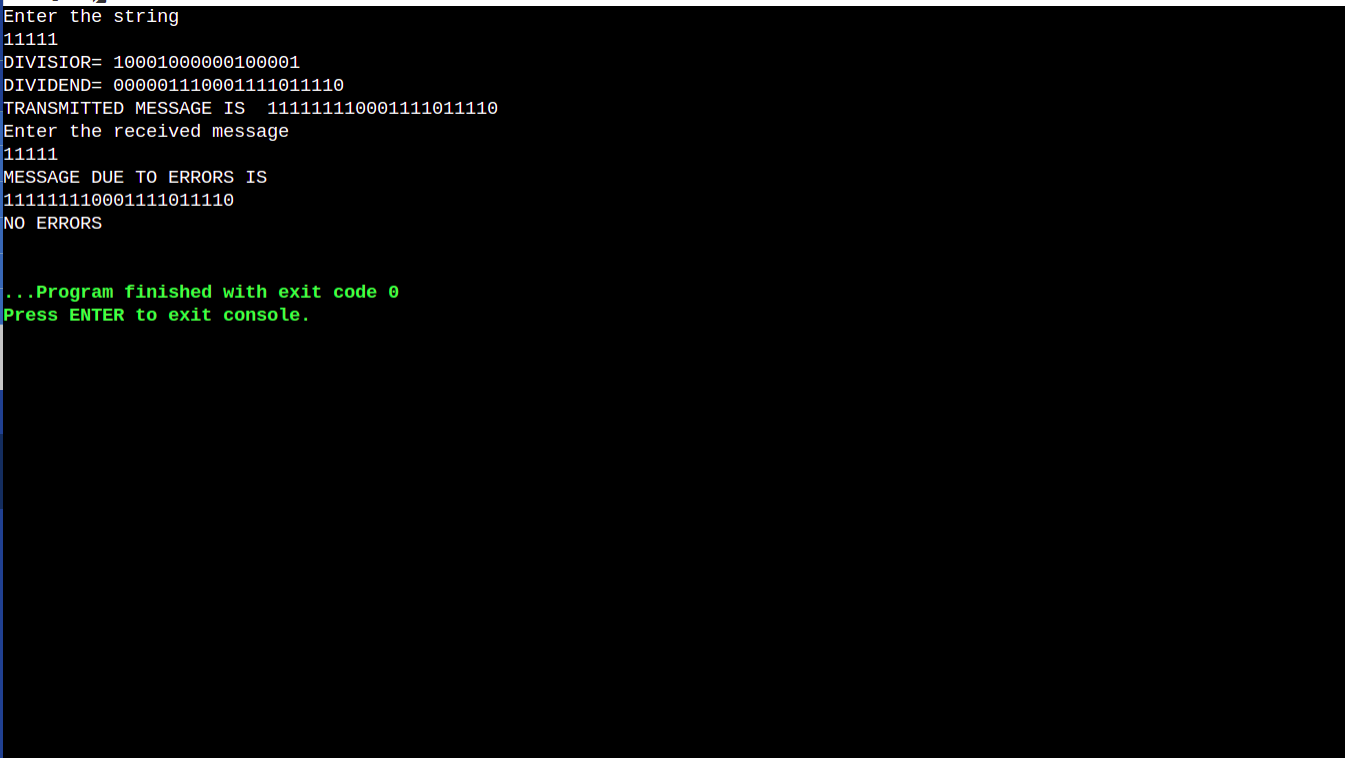 Enter the string
11111
DIVISIOR= 10001000000100001
DIVIDEND= 000001110001111011110
TRANSMITTED MESSAGE IS  111111110001111011110
Enter the received message
11111
MESSAGE DUE TO ERRORS IS
111111110001111011110
NO ERRORS
...Program finished with exit code 0
Press ENTER to exit console.